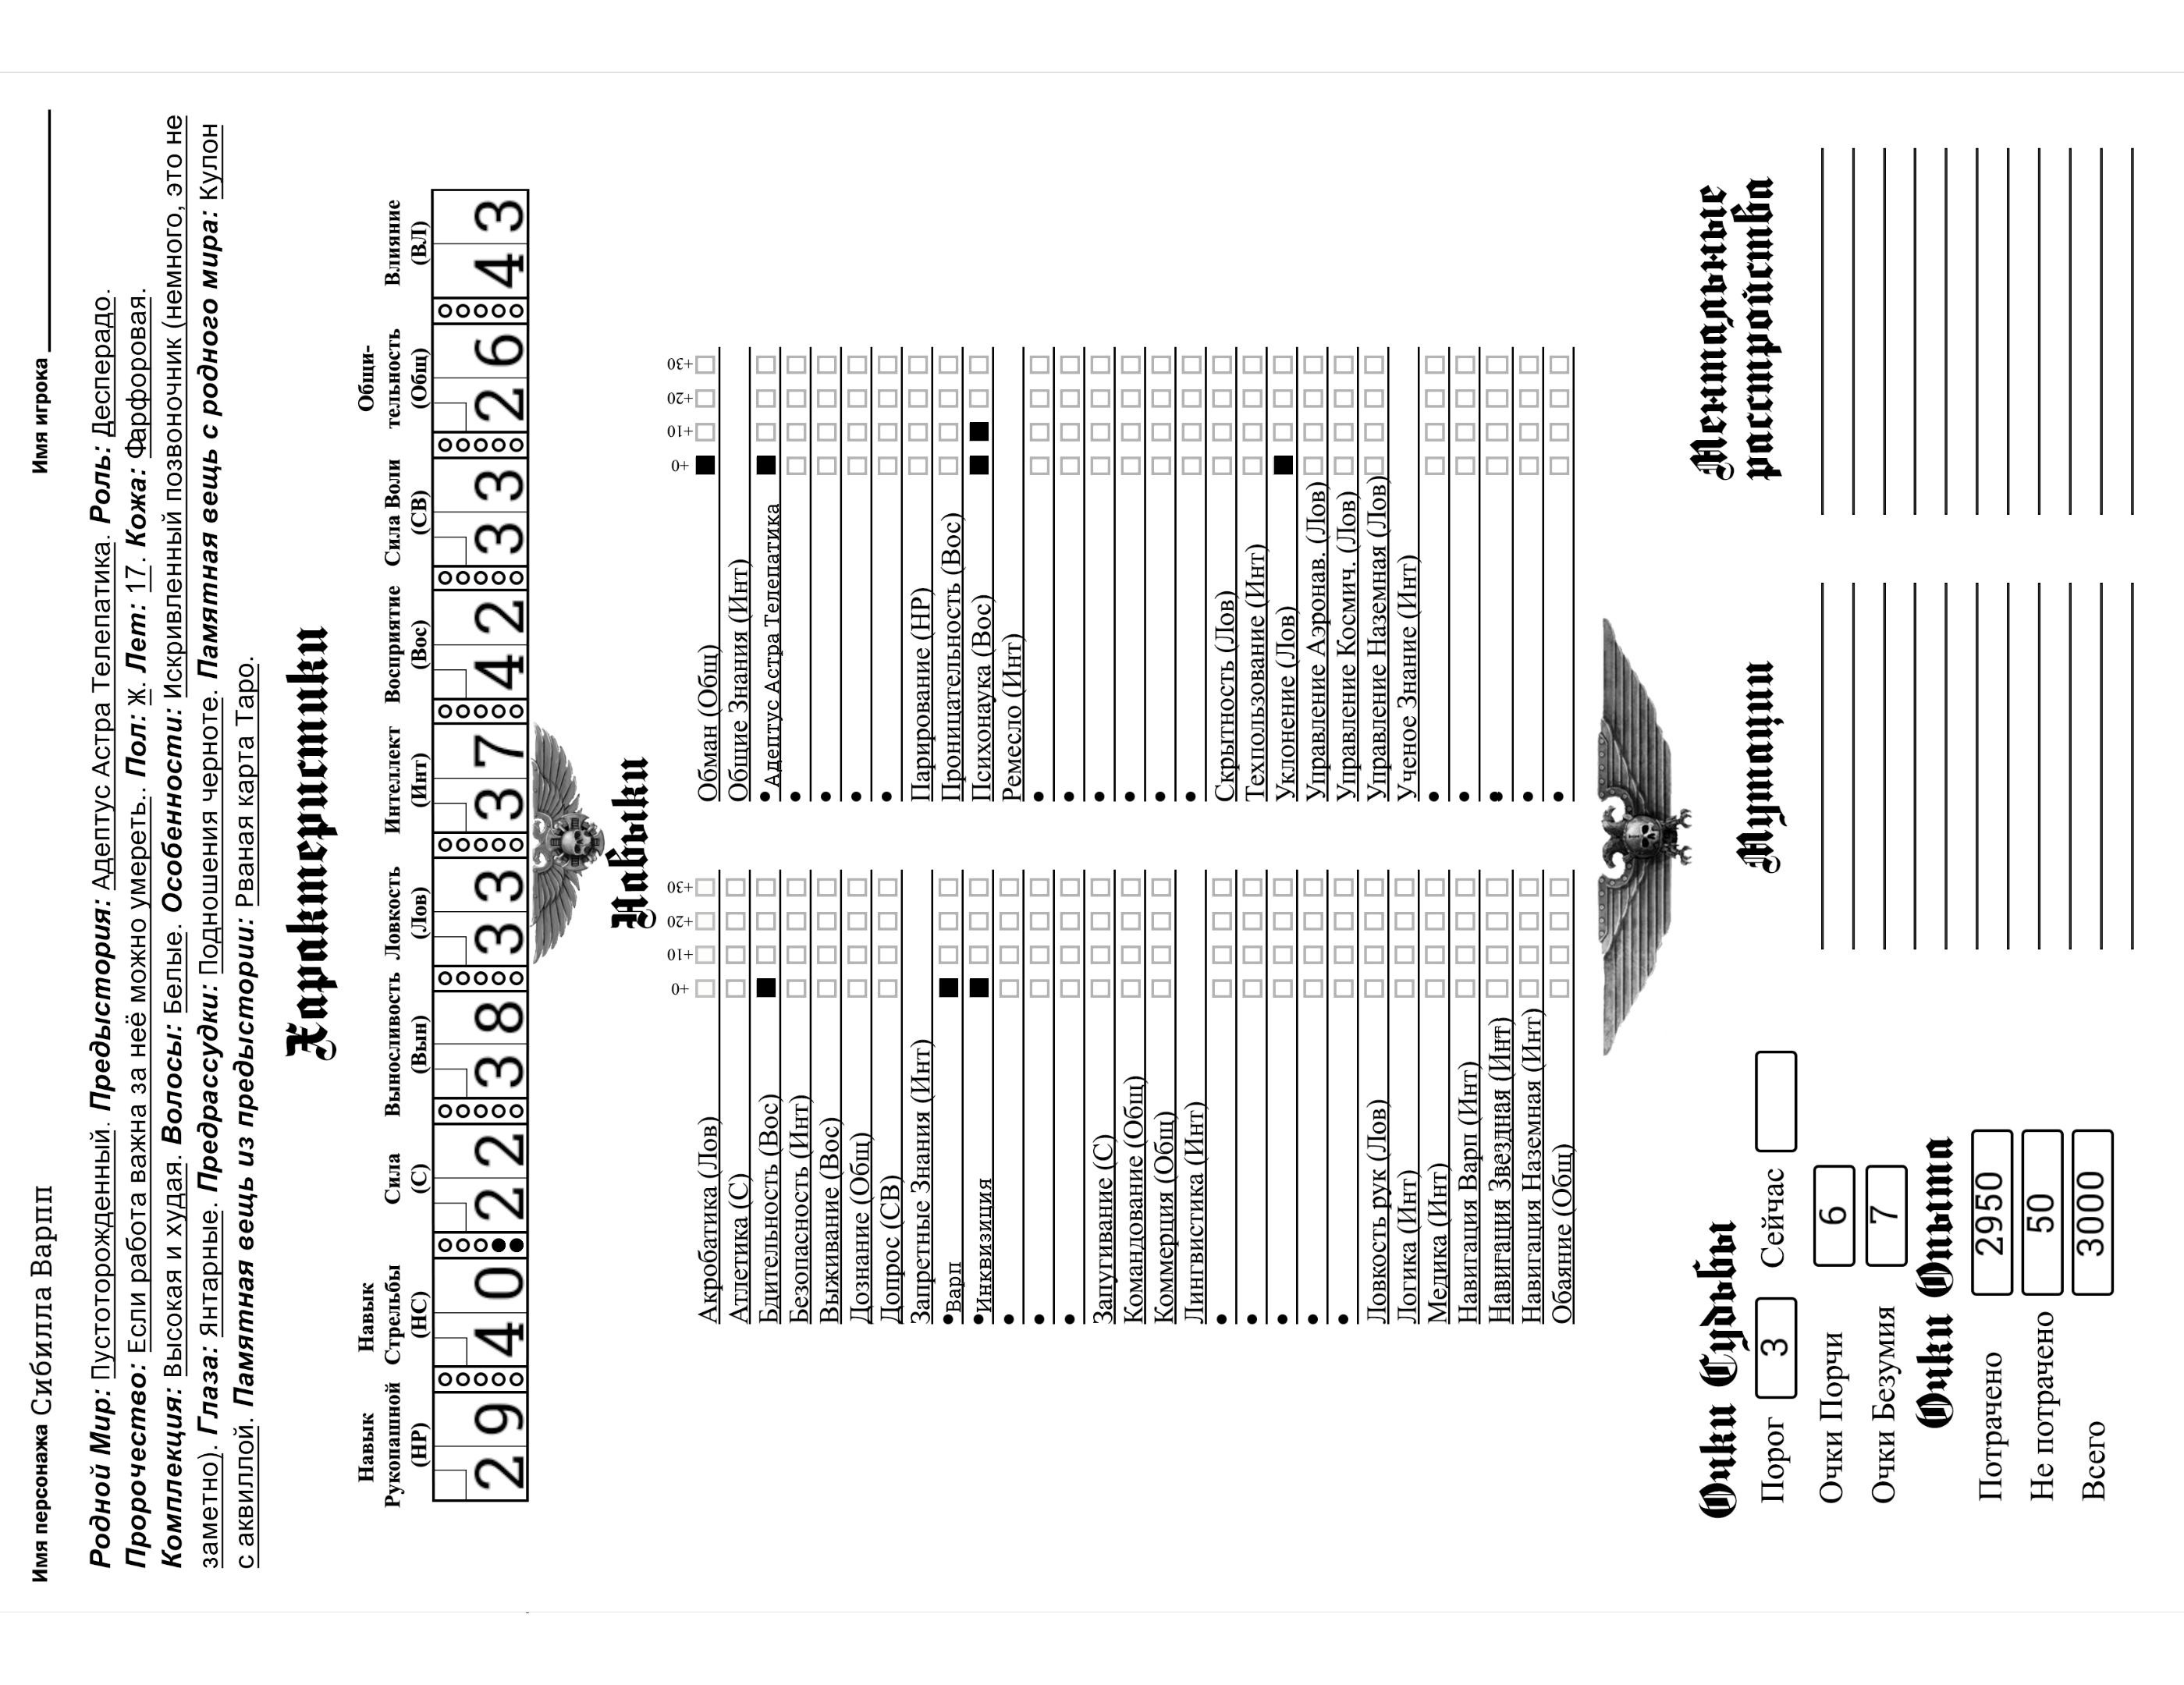 Имя персонажа Сибилла Варпп
Имя игрока
Родной Мир: Пустоторожденный. Предыстория: Адептус Астра Телепатика. Роль: Десперадо.
Пророчество: Если работа важна за неё можно умереть.. Пол: Ж. Лет: 17. Кожа: Фарфоровая.
Комплекция: Высокая и худая. Волосы: Белые. Особенности: Искривленный позвоночник (немного, это не
заметно). Глаза: Янтарные. Предрассудки: Подношения черноте. Памятная вещь с родного мира: Кулон
с аквиллой. Памятная вещь из предыстории: Рваная карта Таро.
Характеристики
Навык Рукопашной (НР)
Навык Стрельбы (НС)
Сила (С)
Выносливость (Вын)
Ловкость (Лов)
Интеллект (Инт)
Восприятие (Вос)
Сила Воли (СВ)
Общи-тельность (Общ)
Влияние (ВЛ)
29 40 22 38 33 37 42 33 26 43
Навыки
+0 +10 +20 +30
Акробатика (Лов)
Атлетика (С)
Бдительность (Вос)
Безопасность (Инт)
Выживание (Вос)
Дознание (Общ)
Допрос (СВ)
Запретные Знания (Инт)
•Варп
•Инквизиция
•
•
•
Запугивание (С)
Командование (Общ)
Коммерция (Общ)
Лингвистика (Инт)
•
•
•
•
•
Ловкость рук (Лов)
Логика (Инт)
Медика (Инт)
Навигация Варп (Инт)
Навигация Звездная (Инт)
Навигация Наземная (Инт)
Обаяние (Общ)
+0 +10 +20 +30
Обман (Общ)
Общие Знания (Инт)
• Адептус Астра Телепатика
•
•
•
•
Парирование (НР)
Проницательность (Вос)
Психонаука (Вос)
Ремесло (Инт)
•
•
•
•
•
•
Скрытность (Лов)
Техпользование (Инт)
Уклонение (Лов)
Управление Аэронав. (Лов)
Управление Космич. (Лов)
Управление Наземная (Лов)
Ученое Знание (Инт)
•
•
•
•
•
Очки Судьбы
Порог 3 Сейчас
Очки Порчи 6
Очки Безумия 7
Очки Опыта
Потрачено 2950
Не потрачено 50
Всего 3000
Мутации
Ментальные
расстройства